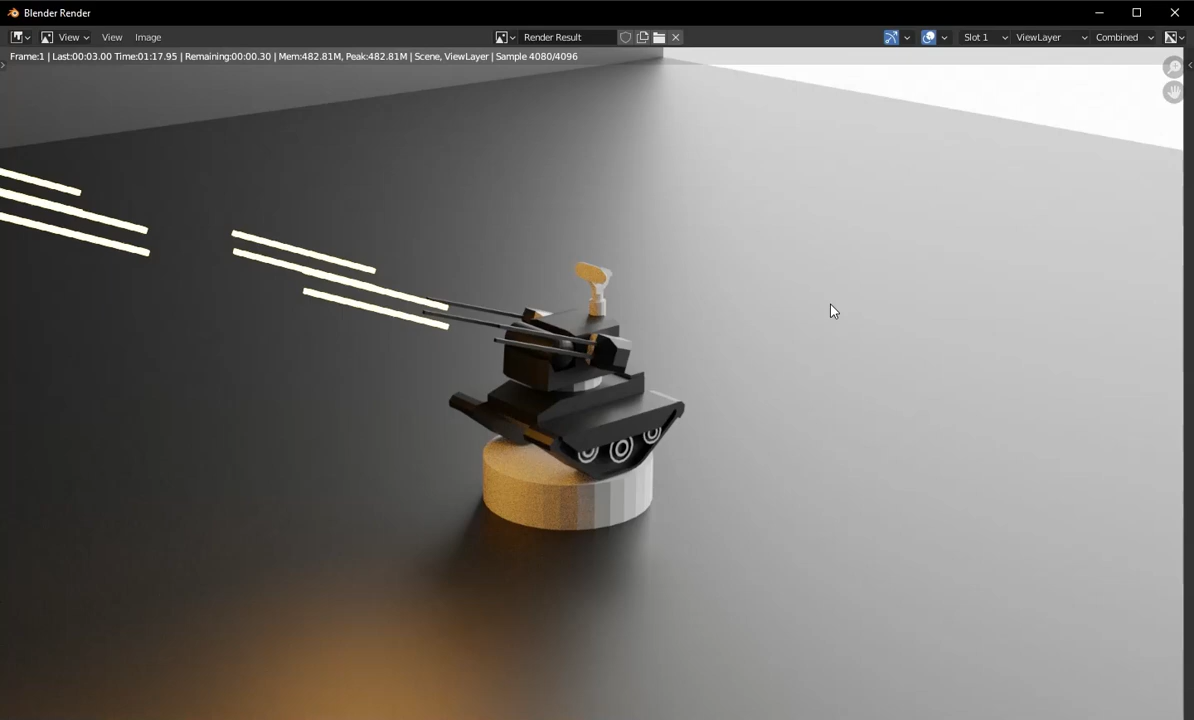 Blender Render
View View Image Render Result Slot 1 ViewLayer Combined
Frame:1 | Last:00:03.00 Time:01:17.95 | Remaining:00:00.30 | Mem:482.81M, Peak:482.81M | Scene, ViewLayer | Sample 4080/4096